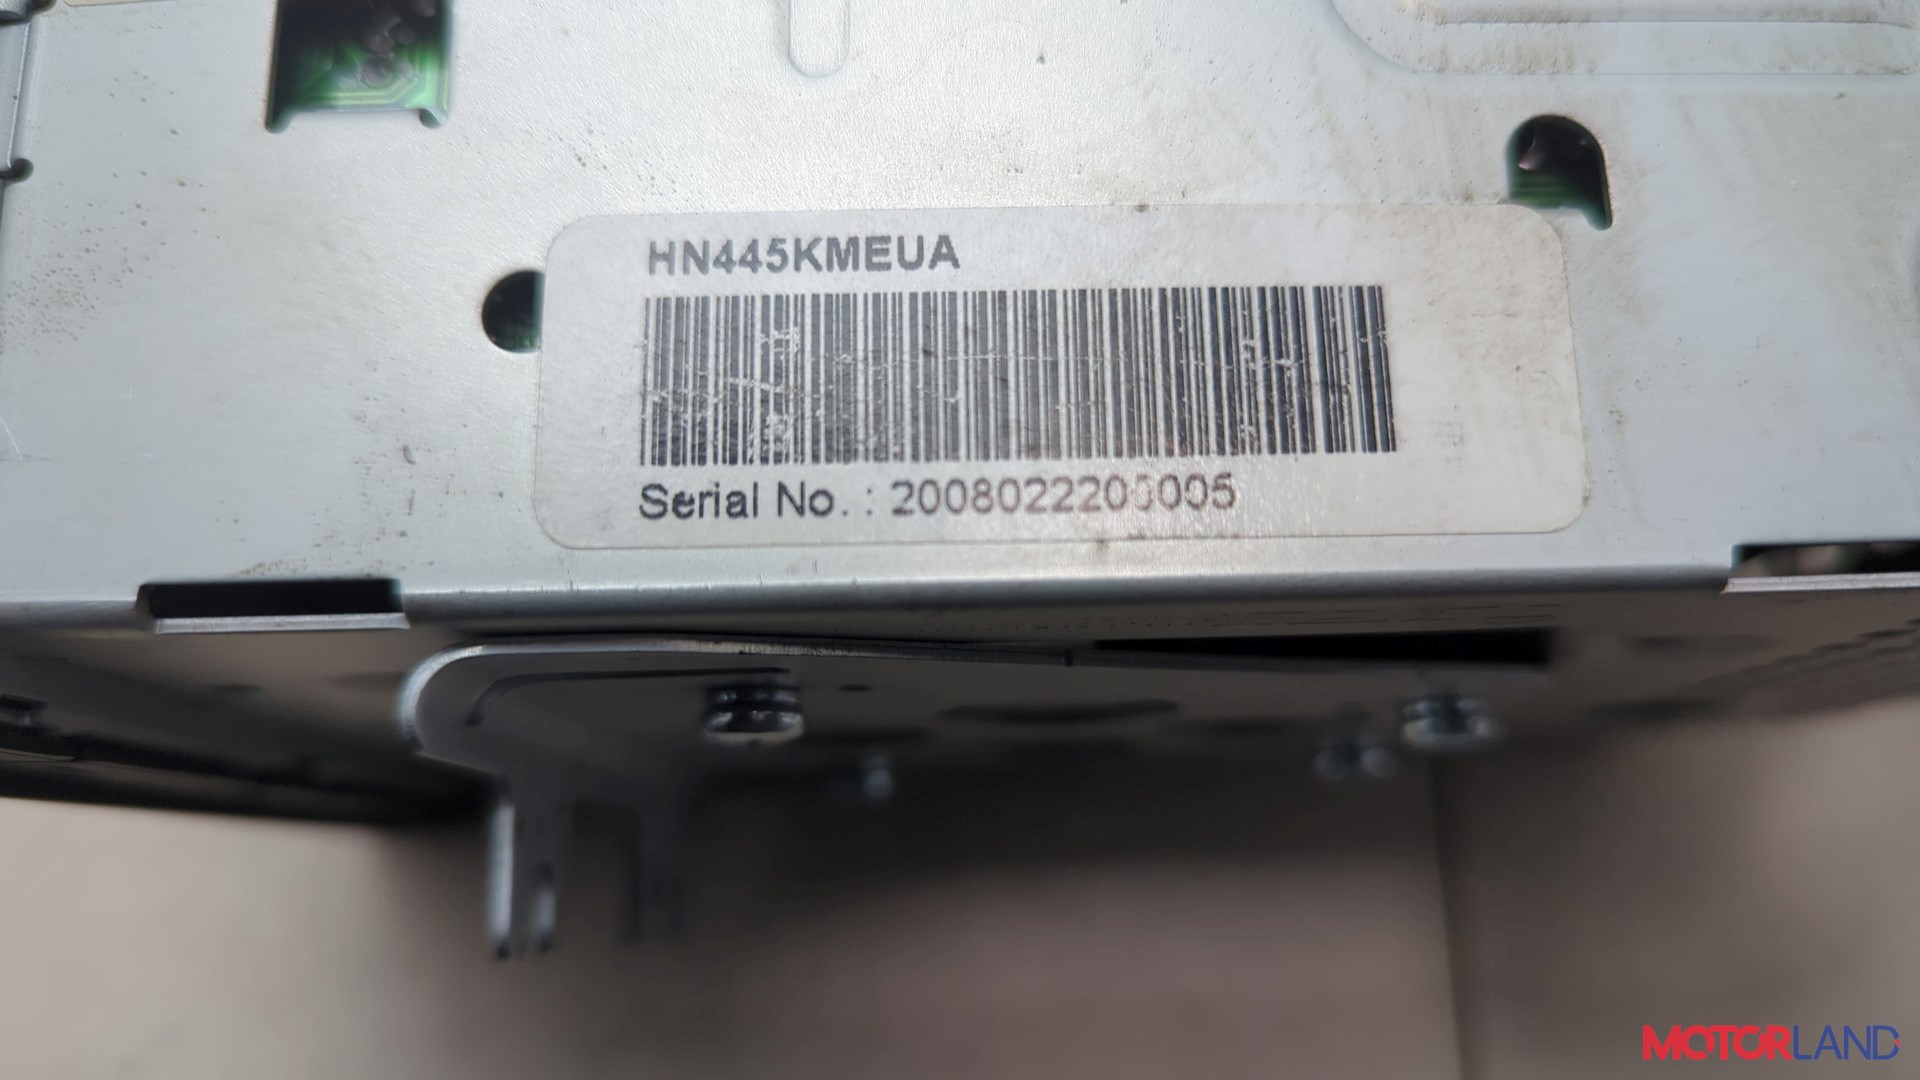 HN445KMEUA
Serial No. : 2008022200005
MOTORLAND